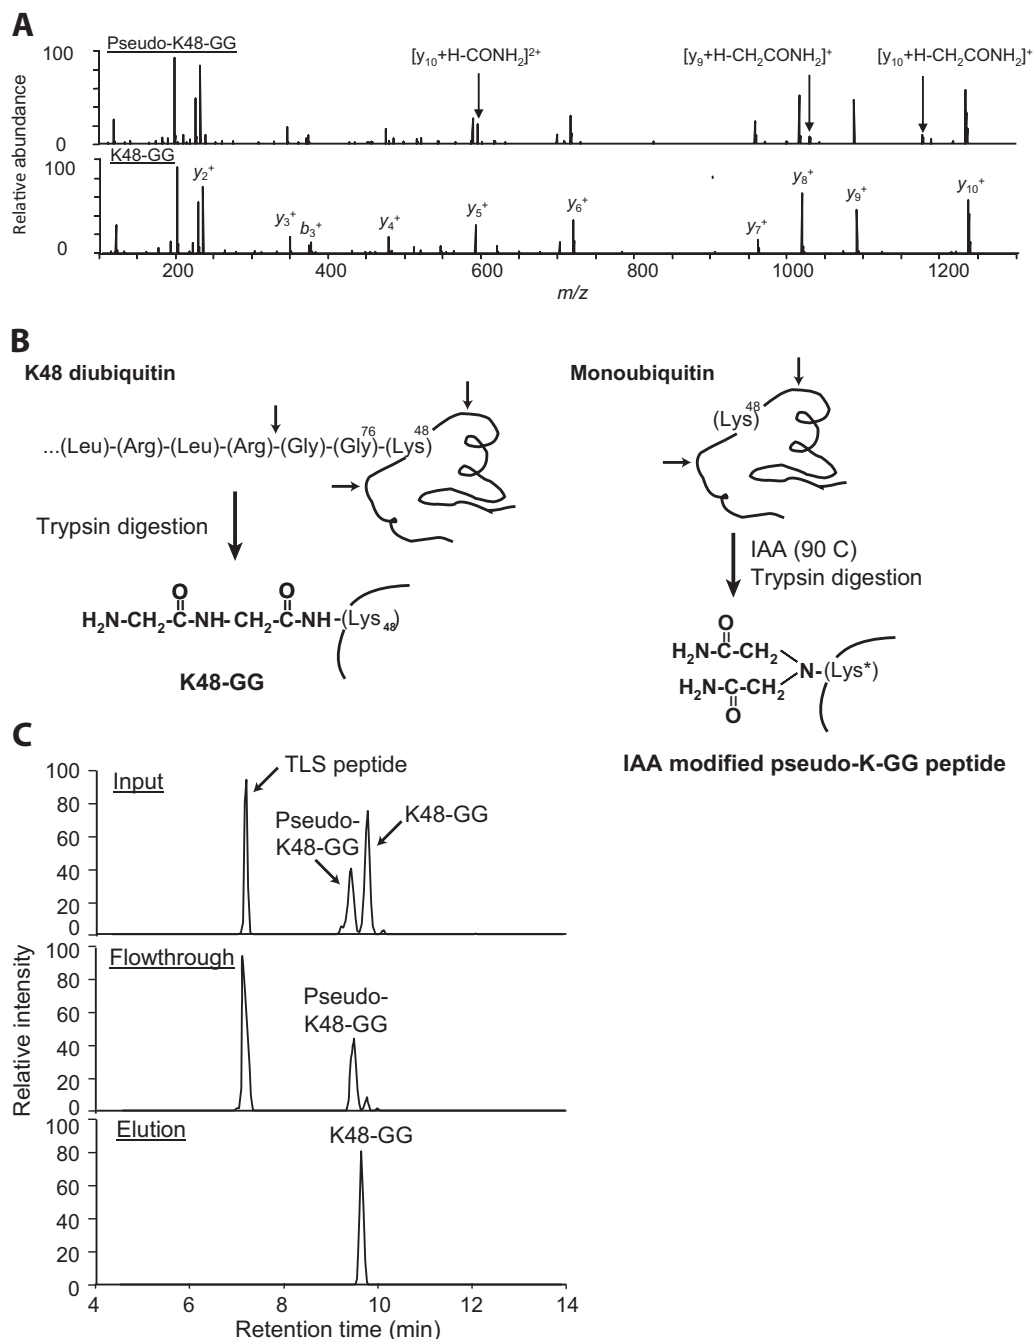 A
Pseudo-K48-GG
[y₁₀+H-CONH₂]²⁺
[y₉+H-CH₂CONH₂]⁺
[y₁₀+H-CH₂CONH₂]⁺
100
0
K48-GG
100
0
Relative abundance
y₂⁺
y₃⁺
b₃⁺
y₄⁺
y₅⁺
y₆⁺
y₇⁺
y₈⁺
y₉⁺
y₁₀⁺
200 400 600 800 1000 1200
m/z
B
K48 diubiquitin
...(Leu)-(Arg)-(Leu)-(Arg)-(Gly)-(Gly)-(Lys)
76 48
Trypsin digestion
O O
H₂N-CH₂-C-NH-CH₂-C-NH-(Lys₄₈)
K48-GG
Monoubiquitin
(Lys)⁴⁸
IAA (90 C)
Trypsin digestion
O
H₂N-C-CH₂
N-(Lys*)
H₂N-C-CH₂
O
IAA modified pseudo-K-GG peptide
C
Input
TLS peptide
Pseudo-
K48-GG
K48-GG
100
80
60
40
20
0
Flowthrough
Pseudo-
K48-GG
100
80
60
40
20
0
Relative intensity
Elution
K48-GG
100
80
60
40
20
0
4 6 8 10 12 14
Retention time (min)